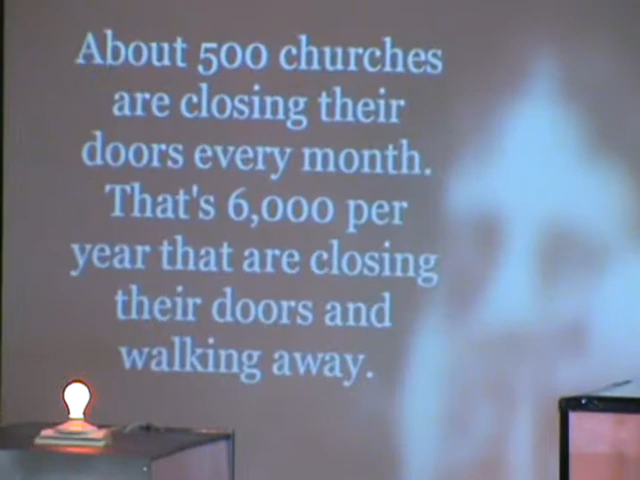 About 500 churches
are closing their
doors every month.
That's 6,000 per
year that are closing
their doors and
walking away.